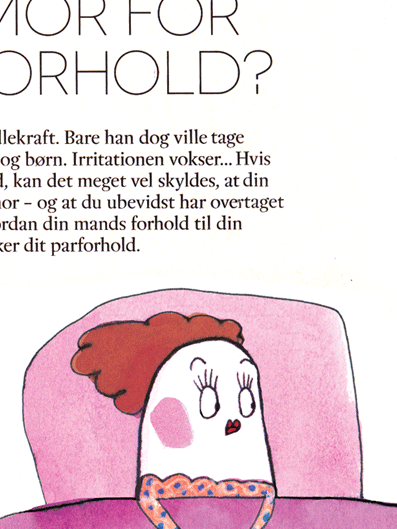 MOR FOR
ORHOLD?
llekraft. Bare han dog ville tage
og børn. Irritationen vokser... Hvis
d, kan det meget vel skyldes, at din
nor – og at du ubevidst har overtaget
ordan din mands forhold til din
ker dit parforhold.